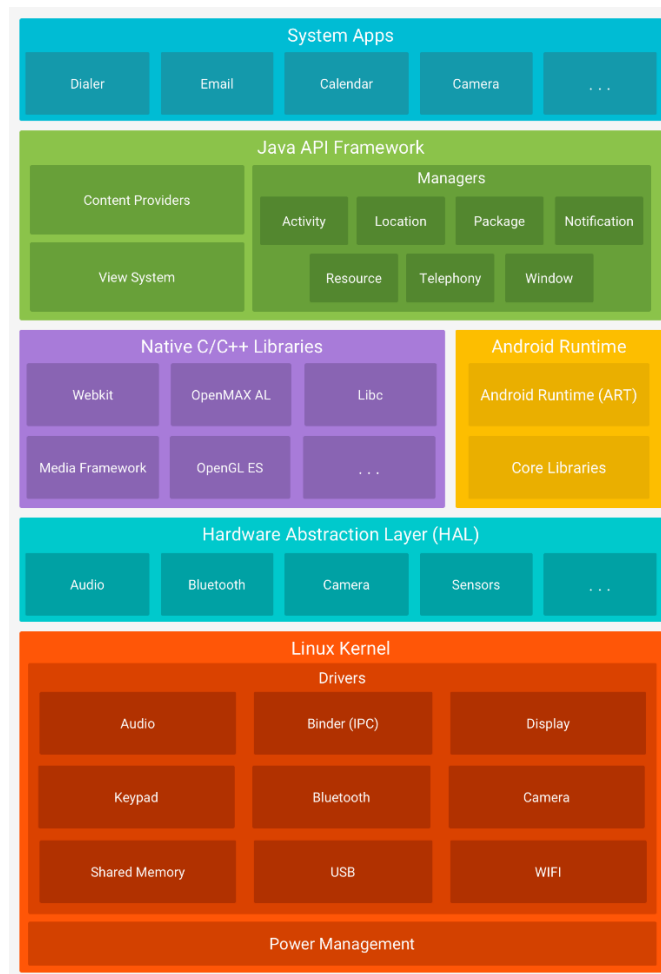 System Apps
Dialer
Email
Calendar
Camera
. . .
Java API Framework
Content Providers
View System
Managers
Activity
Location
Package
Notification
Resource
Telephony
Window
Native C/C++ Libraries
Webkit
OpenMAX AL
Libc
Media Framework
OpenGL ES
. . .
Android Runtime
Android Runtime (ART)
Core Libraries
Hardware Abstraction Layer (HAL)
Audio
Bluetooth
Camera
Sensors
. . .
Linux Kernel
Drivers
Audio
Binder (IPC)
Display
Keypad
Bluetooth
Camera
Shared Memory
USB
WIFI
Power Management